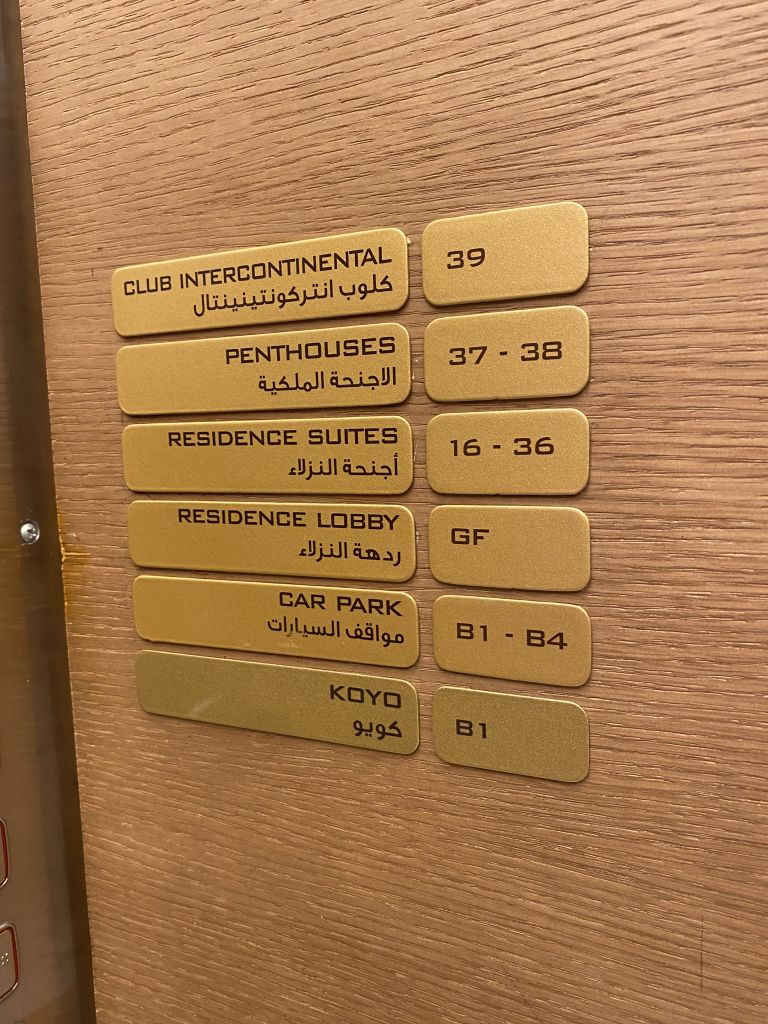 CLUB INTERCONTINENTAL
كلوب انتركونتينينتال
39
PENTHOUSES
الاجنحة الملكية
37 - 38
RESIDENCE SUITES
أجنحة النزلاء
16 - 36
RESIDENCE LOBBY
ردهة النزلاء
GF
CAR PARK
مواقف السيارات
B1 - B4
KOYO
كويو
B1